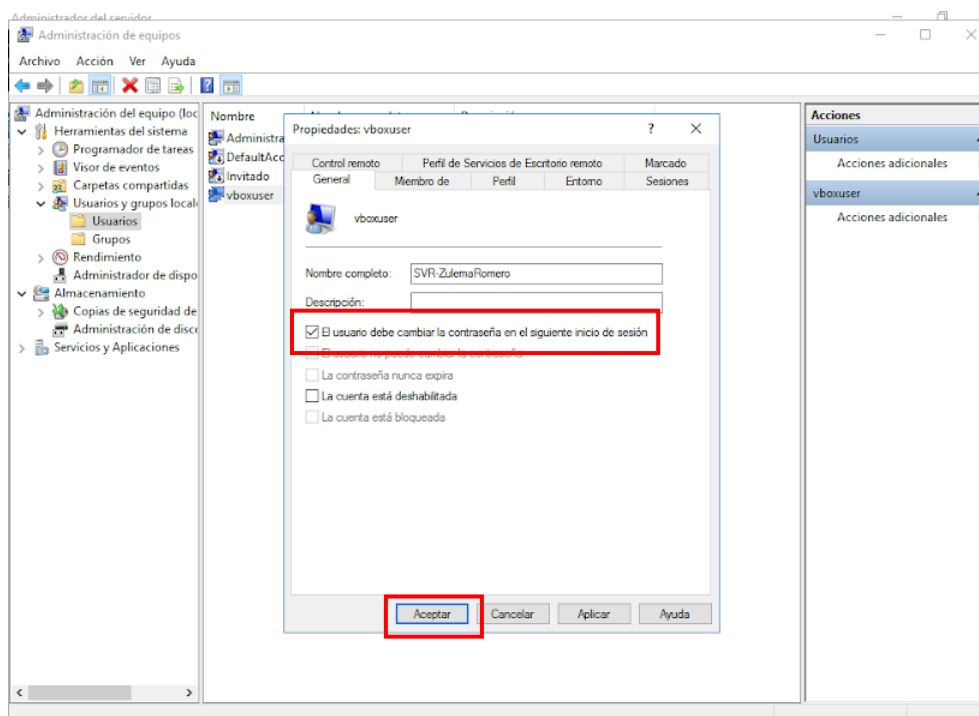 Administrador del servidor
Administración de equipos
Archivo Acción Ver Ayuda
Administración del equipo (loc
Herramientas del sistema
Programador de tareas
Visor de eventos
Carpetas compartidas
Usuarios y grupos local
Usuarios
Grupos
Rendimiento
Administrador de dispo
Almacenamiento
Copias de seguridad de
Administración de disc
Servicios y Aplicaciones
Nombre
Administra
DefaultAcc
Invitado
vboxuser
Propiedades: vboxuser
Control remoto Perfil de Servicios de Escritorio remoto Marcado
General Miembro de Perfil Entorno Sesiones
vboxuser
Nombre completo: SVR-ZulemaRomero
Descripción:
El usuario debe cambiar la contraseña en el siguiente inicio de sesión
El usuario no puede cambiar la contraseña
La contraseña nunca expira
La cuenta está deshabilitada
La cuenta está bloqueada
Aceptar Cancelar Aplicar Ayuda
Acciones
Usuarios
Acciones adicionales
vboxuser
Acciones adicionales